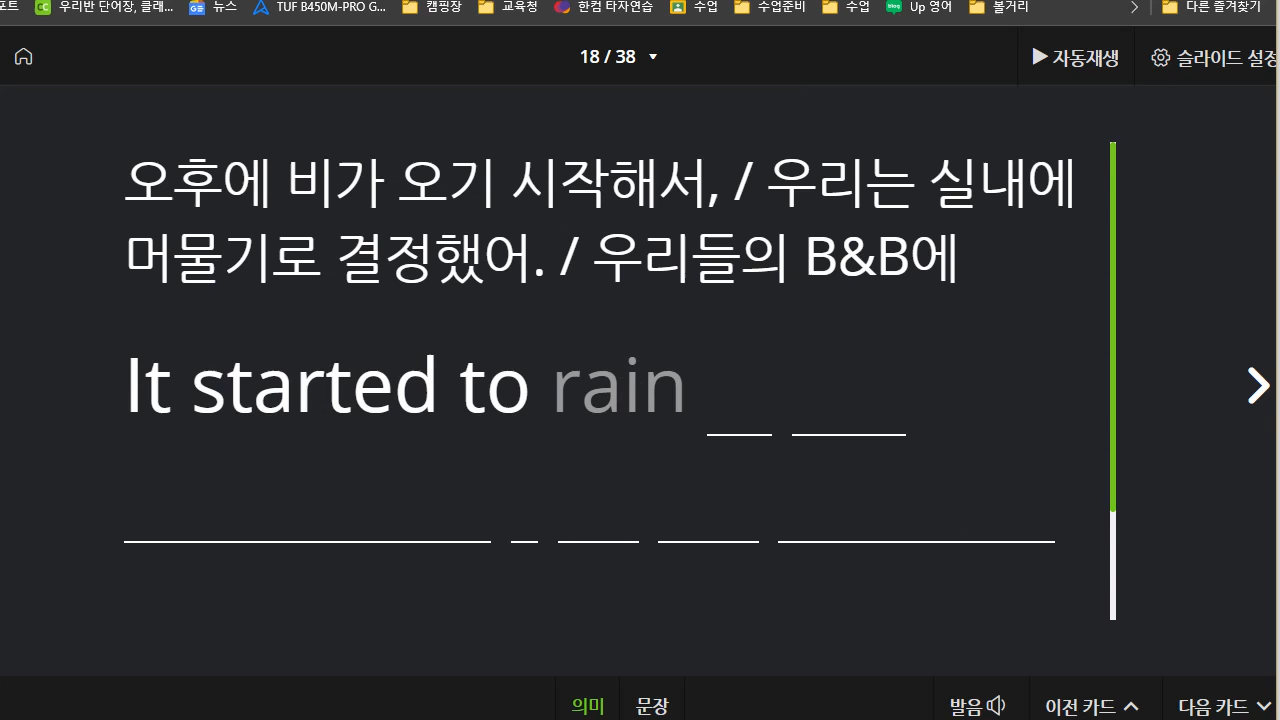 포트 우리반 단어장, 클래... 뉴스 TUF B450M-PRO G... 캠핑장 교육청 한컴 타자연습 수업 수업준비 수업 Up 영어 볼거리 다른 즐겨찾기
18 / 38 자동재생 슬라이드 설정
오후에 비가 오기 시작해서, / 우리는 실내에
머물기로 결정했어. / 우리들의 B&B에
It started to rain
의미 문장 발음 이전 카드 다음 카드